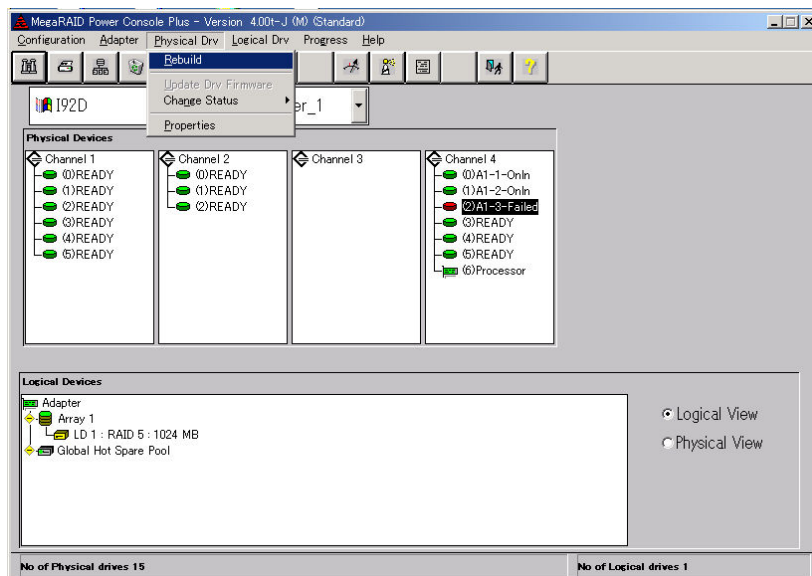 MegaRAID Power Console Plus - Version 4.00t-J (M) (Standard)
Configuration Adapter Physical Drv Logical Drv Progress Help
Rebuild
Update Drv Firmware
Change Status
Properties
I92D
er_1
Physical Devices
Channel 1
(0)READY
(1)READY
(2)READY
(3)READY
(4)READY
(5)READY
Channel 2
(0)READY
(1)READY
(2)READY
Channel 3
Channel 4
(0)A1-1-Onln
(1)A1-2-Onln
(2)A1-3-Failed
(3)READY
(4)READY
(5)READY
(6)Processor
Logical Devices
Adapter
Array 1
LD 1 : RAID 5 : 1024 MB
Global Hot Spare Pool
Logical View
Physical View
No of Physical drives 15
No of Logical drives 1